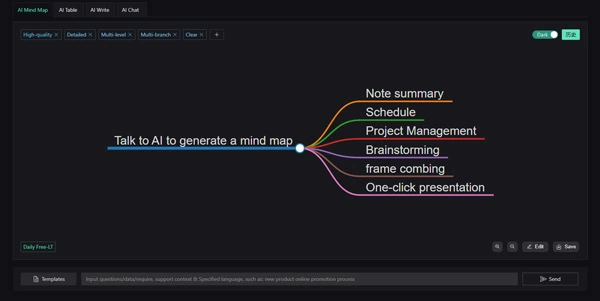 AI Mind Map AI Table AI Write AI Chat
High-quality × Detailed × Multi-level × Multi-branch × Clear × + Dark 历史
Note summary
Schedule
Project Management
Talk to AI to generate a mind map
Brainstorming
frame combing
One-click presentation
Daily Free-LT Edit Save
Templates Input questions/data/require, support context & Specified language, such as: new product online promotion process Send